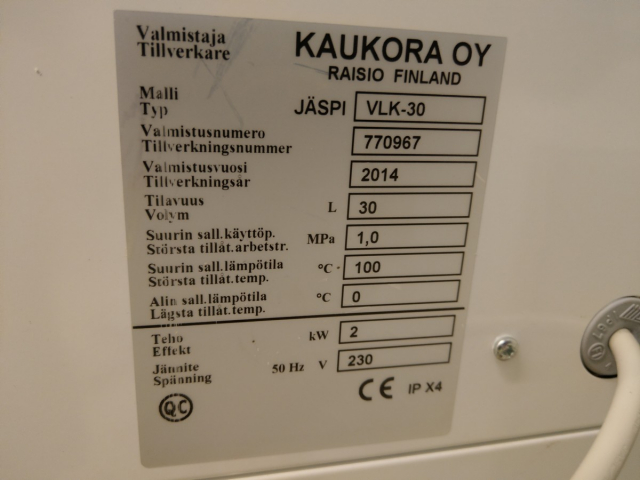 Valmistaja
Tillverkare
KAUKORA OY
RAISIO FINLAND
Malli
Typ
JÄSPI VLK-30
Valmistusnumero
Tillverkningsnummer
770967
Valmistusvuosi
Tillverkningsår
2014
Tilavuus
Volym
L 30
Suurin sall.käyttöp.
Största tillåt.arbetstr.
MPa 1,0
Suurin sall.lämpötila
Största tillåt.temp.
°C 100
Alin sall.lämpötila
Lägsta tillåt.temp.
°C 0
Teho
Effekt
kW 2
Jännite
Spänning
50 Hz V 230
QC
CE IP X4